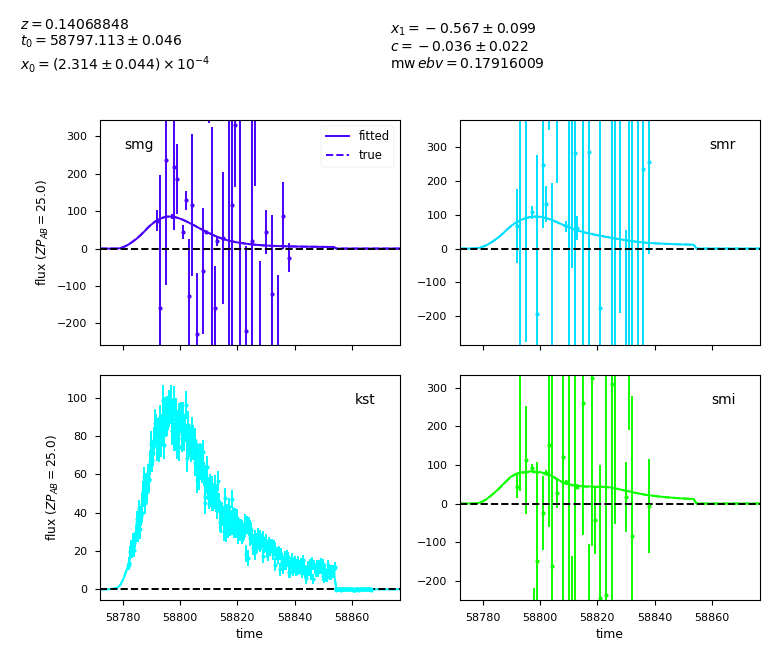 z = 0.14068848
t₀ = 58797.113 ± 0.046
x₀ = (2.314 ± 0.044) × 10⁻⁴
x₁ = −0.567 ± 0.099
c = −0.036 ± 0.022
mw ebv = 0.17916009
smg
fitted
true
300
200
100
0
−100
−200
flux (ZP_AB = 25.0)
smr
300
200
100
0
−100
−200
kst
100
80
60
40
20
0
flux (ZP_AB = 25.0)
58780 58800 58820 58840 58860
time
smi
300
200
100
0
−100
−200
58780 58800 58820 58840 58860
time